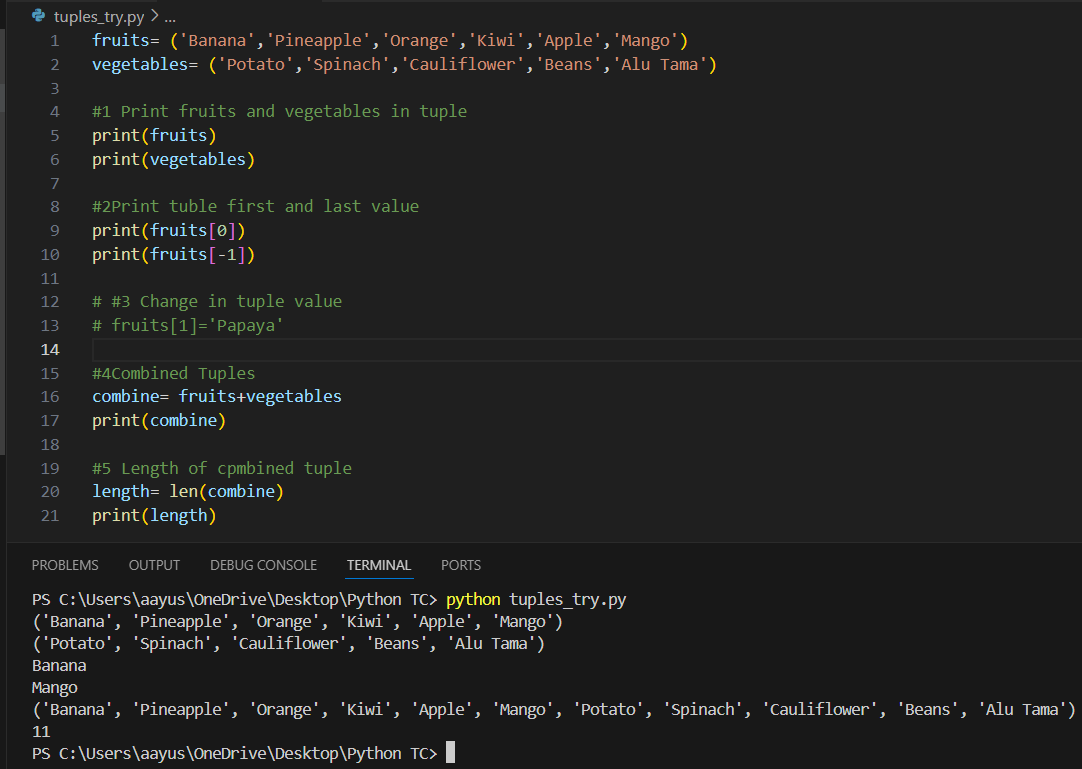 tuples_try.py > ...
1 fruits= ('Banana','Pineapple','Orange','Kiwi','Apple','Mango')
2 vegetables= ('Potato','Spinach','Cauliflower','Beans','Alu Tama')
3
4 #1 Print fruits and vegetables in tuple
5 print(fruits)
6 print(vegetables)
7
8 #2Print tuble first and last value
9 print(fruits[0])
10 print(fruits[-1])
11
12 # #3 Change in tuple value
13 # fruits[1]='Papaya'
14
15 #4Combined Tuples
16 combine= fruits+vegetables
17 print(combine)
18
19 #5 Length of cpmbined tuple
20 length= len(combine)
21 print(length)
PROBLEMS OUTPUT DEBUG CONSOLE TERMINAL PORTS
PS C:\Users\aayus\OneDrive\Desktop\Python TC> python tuples_try.py
('Banana', 'Pineapple', 'Orange', 'Kiwi', 'Apple', 'Mango')
('Potato', 'Spinach', 'Cauliflower', 'Beans', 'Alu Tama')
Banana
Mango
('Banana', 'Pineapple', 'Orange', 'Kiwi', 'Apple', 'Mango', 'Potato', 'Spinach', 'Cauliflower', 'Beans', 'Alu Tama')
11
PS C:\Users\aayus\OneDrive\Desktop\Python TC>